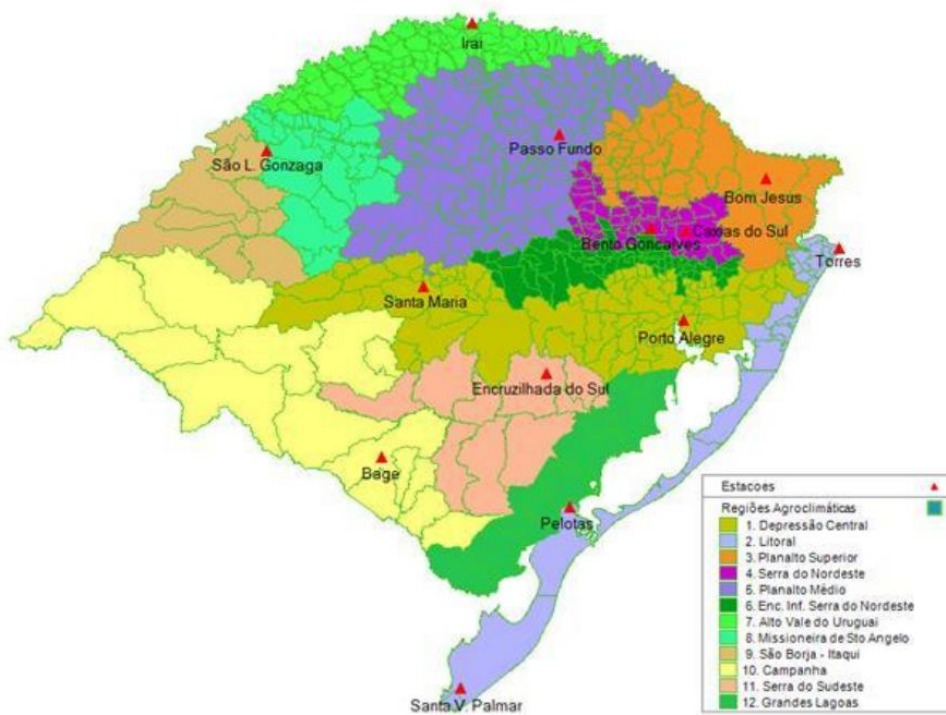 Irai
Passo Fundo
São L. Gonzaga
Bom Jesus
Caxias do Sul
Bento Goncalves
Torres
Santa Maria
Porto Alegre
Encruzilhada do Sul
Bage
Pelotas
Santa V. Palmar
Estacoes
Regiões Agroclimáticas
1. Depressão Central
2. Litoral
3. Planalto Superior
4. Serra do Nordeste
5. Planalto Médio
6. Enc. Inf. Serra do Nordeste
7. Alto Vale do Uruguai
8. Missioneira de Sto Angelo
9. São Borja - Itaqui
10. Campanha
11. Serra do Sudeste
12. Grandes Lagoas